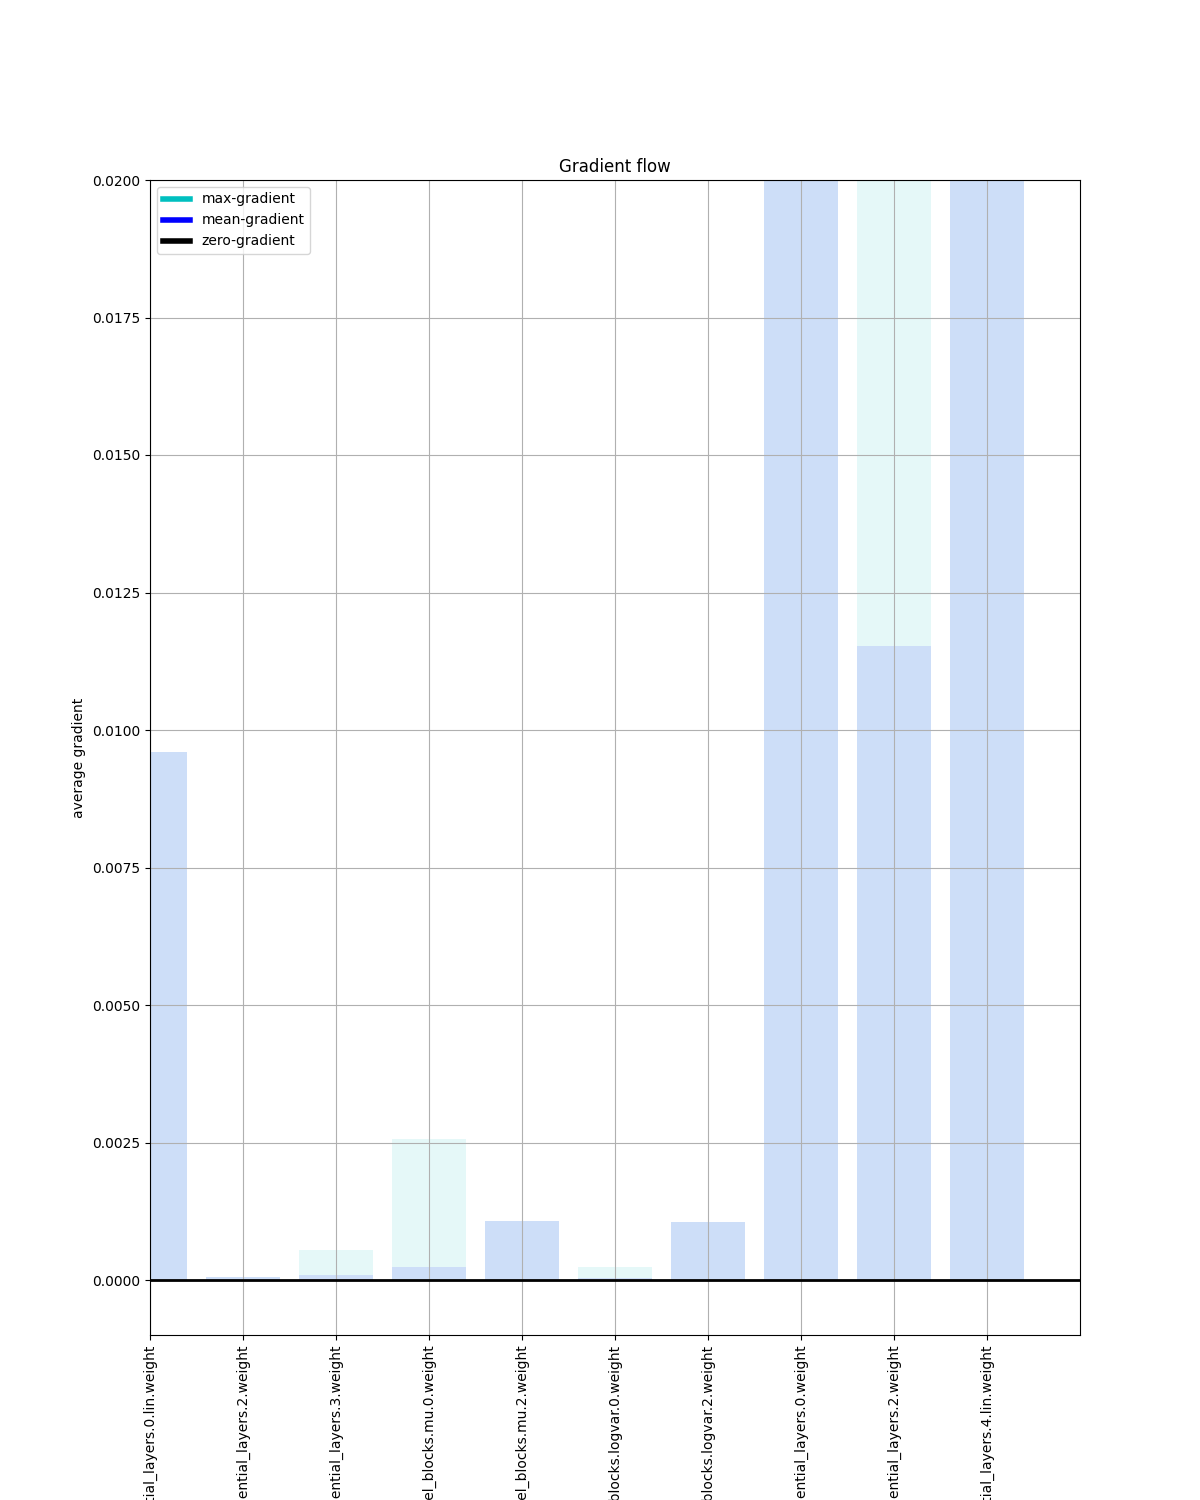 Gradient flow
max-gradient
mean-gradient
zero-gradient
0.0200
0.0175
0.0150
0.0125
0.0100
0.0075
0.0050
0.0025
0.0000
average gradient
tial_layers.0.lin.weight
ential_layers.2.weight
ential_layers.3.weight
el_blocks.mu.0.weight
el_blocks.mu.2.weight
blocks.logvar.0.weight
blocks.logvar.2.weight
ential_layers.0.weight
ential_layers.2.weight
tial_layers.4.lin.weight